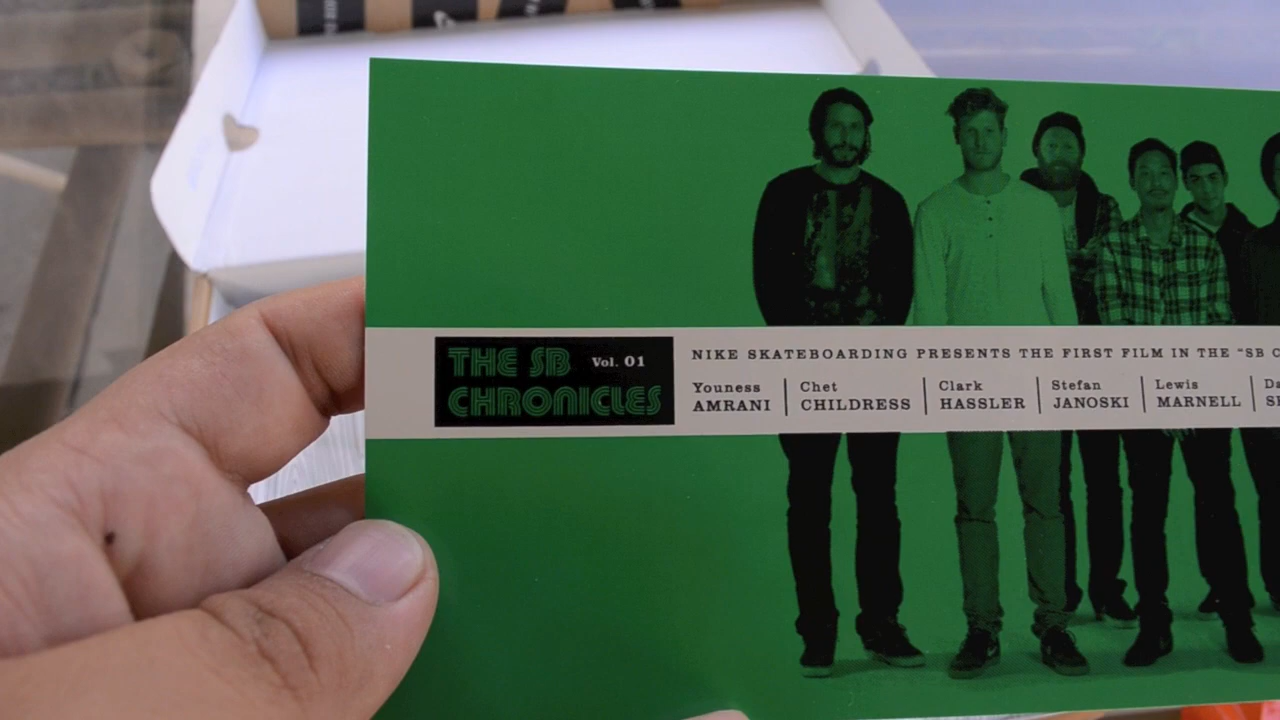 THE SB Vol. 01
CHRONICLES
NIKE SKATEBOARDING PRESENTS THE FIRST FILM IN THE "SB C
Youness AMRANI
Chet CHILDRESS
Clark HASSLER
Stefan JANOSKI
Lewis MARNELL